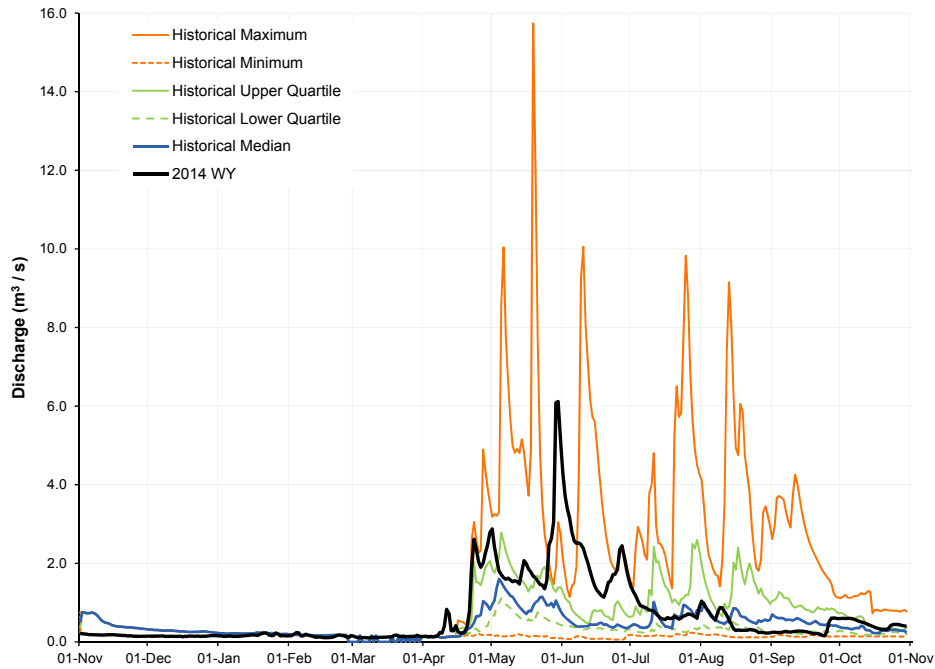 16.0
14.0
12.0
10.0
8.0
6.0
4.0
2.0
0.0
Discharge (m³ / s)
Historical Maximum
Historical Minimum
Historical Upper Quartile
Historical Lower Quartile
Historical Median
2014 WY
01-Nov 01-Dec 01-Jan 01-Feb 01-Mar 01-Apr 01-May 01-Jun 01-Jul 01-Aug 01-Sep 01-Oct 01-Nov